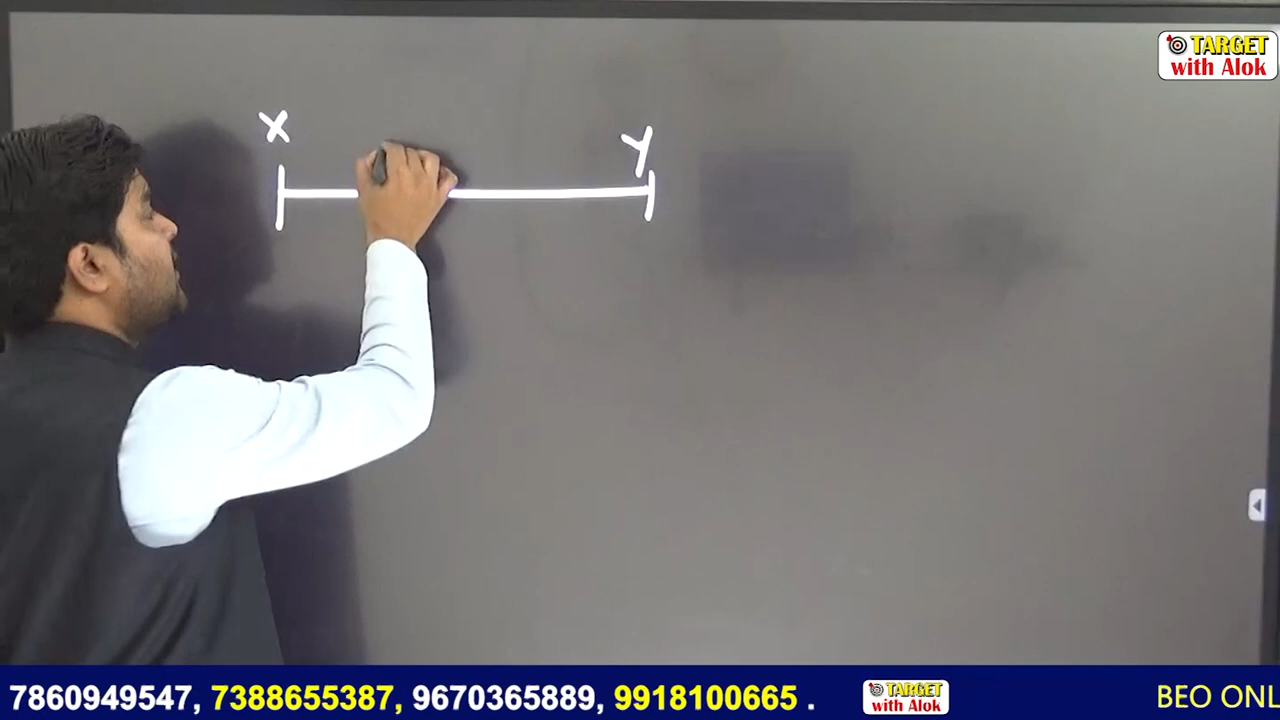 TARGET
with Alok
X
Y
7860949547, 7388655387, 9670365889, 9918100665 .
TARGET
with Alok
BEO ONL